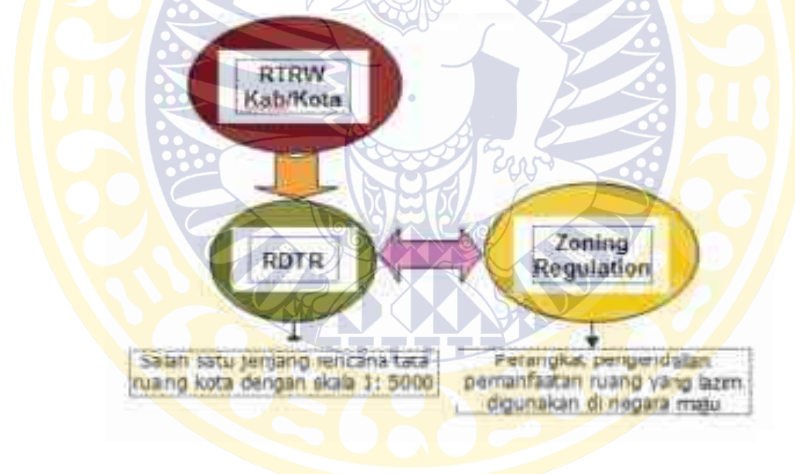 RTRW
Kab/Kota
RDTR
Zoning
Regulation
Salah satu jenjang rencana tata
ruang kota dengan skala 1: 5000
Perangkat pengendalian
pemanfaatan ruang yang lazim
digunakan di negara maju